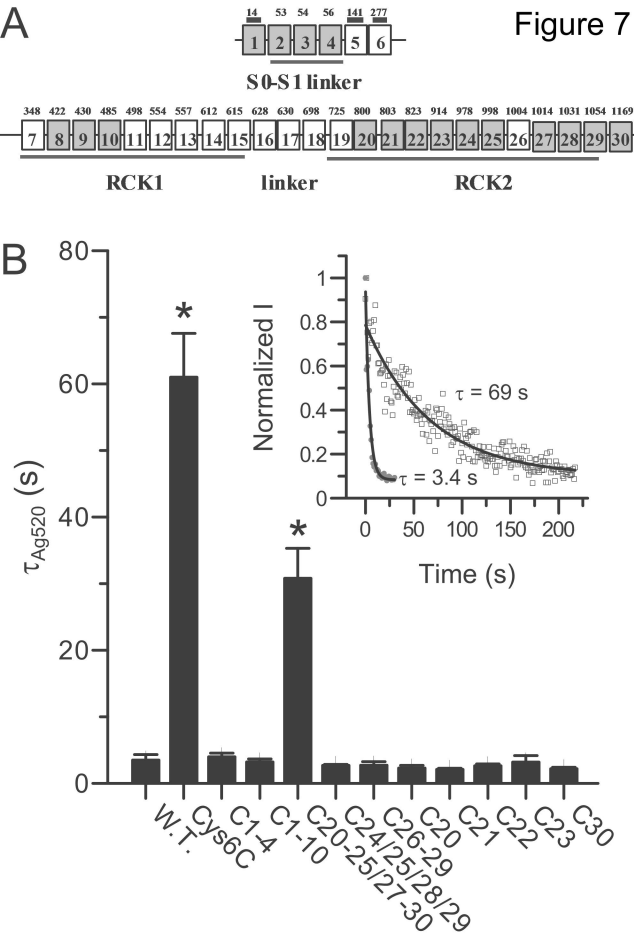 A
Figure 7
14 53 54 56 141 277
1 2 3 4 5 6
S0-S1 linker
348 422 430 485 498 554 557 612 615 628 630 698 725 800 803 823 914 978 998 1004 1014 1031 1054 1169
7 8 9 10 11 12 13 14 15 16 17 18 19 20 21 22 23 24 25 26 27 28 29 30
RCK1 linker RCK2
B
80
60
40
20
0
τAg520 (s)
*
*
Normalized I
1
0.8
0.6
0.4
0.2
0
τ = 69 s
τ = 3.4 s
0 50 100 150 200
Time (s)
W.T.
Cys6C
C1-4
C1-10
C20-25/27-30
C24/25/28/29
C26-29
C20
C21
C22
C23
C30